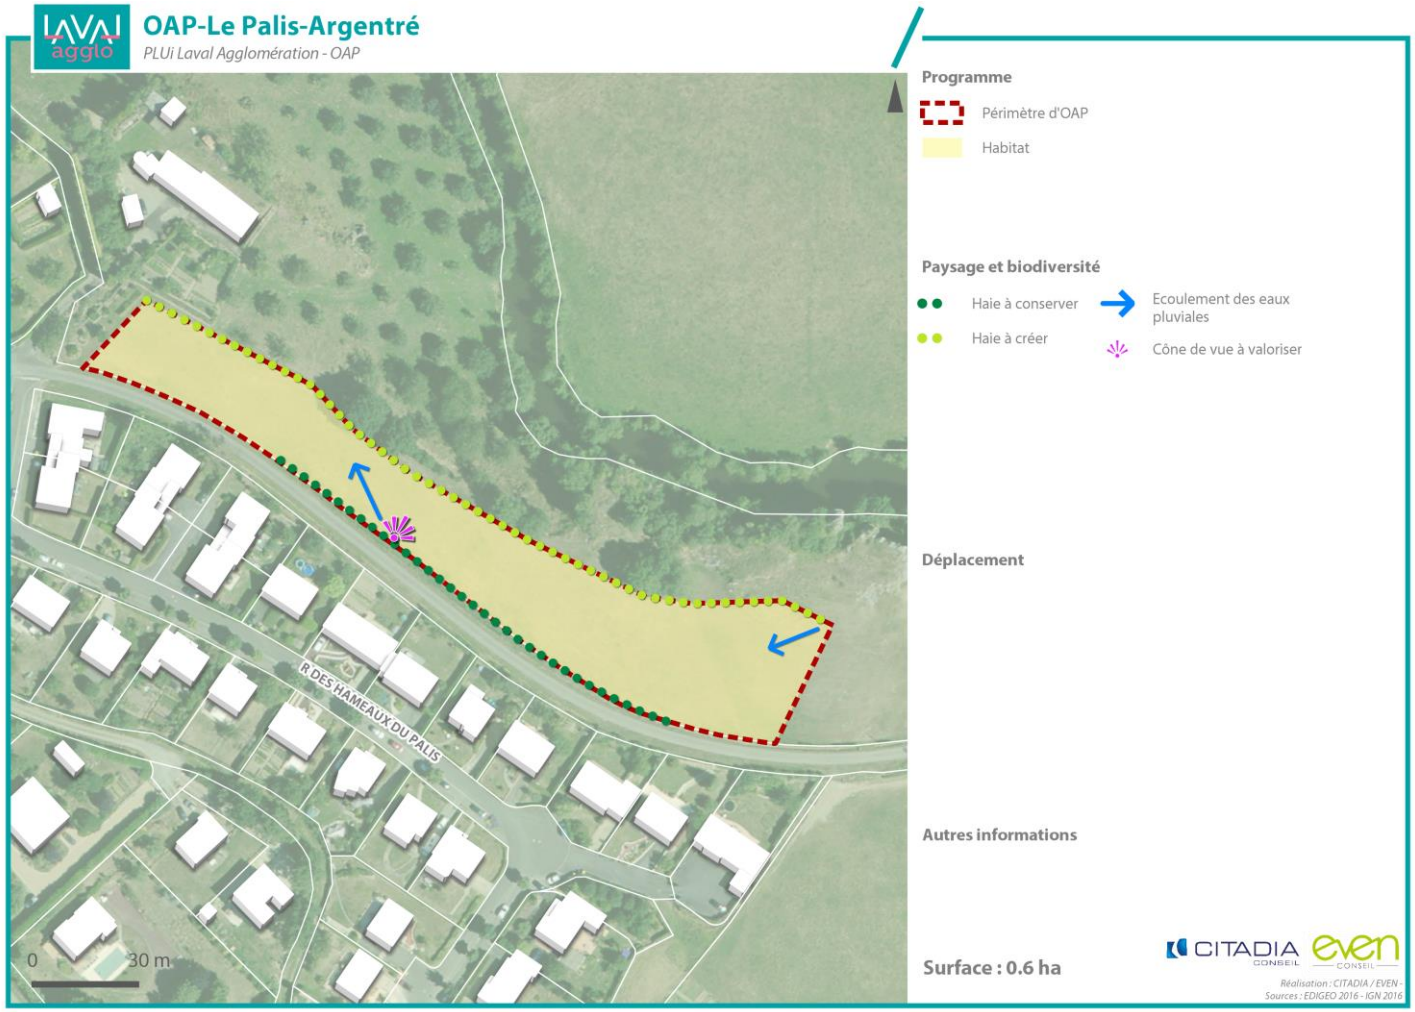 LAVAL
agglo
OAP-Le Palis-Argentré
PLUi Laval Agglomération - OAP
Programme
Périmètre d'OAP
Habitat
Paysage et biodiversité
Haie à conserver
Haie à créer
Ecoulement des eaux
pluviales
Cône de vue à valoriser
Déplacement
Autres informations
R DES HAMEAUX DU PALIS
0 30 m
Surface : 0.6 ha
CITADIA
CONSEIL
even
CONSEIL
Réalisation : CITADIA / EVEN -
Sources : EDIGEO 2016 - IGN 2016